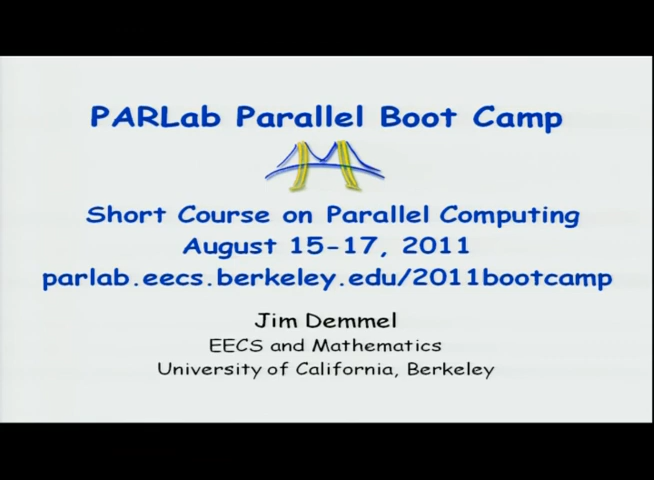 PARLab Parallel Boot Camp
Short Course on Parallel Computing
August 15-17, 2011
parlab.eecs.berkeley.edu/2011bootcamp
Jim Demmel
EECS and Mathematics
University of California, Berkeley